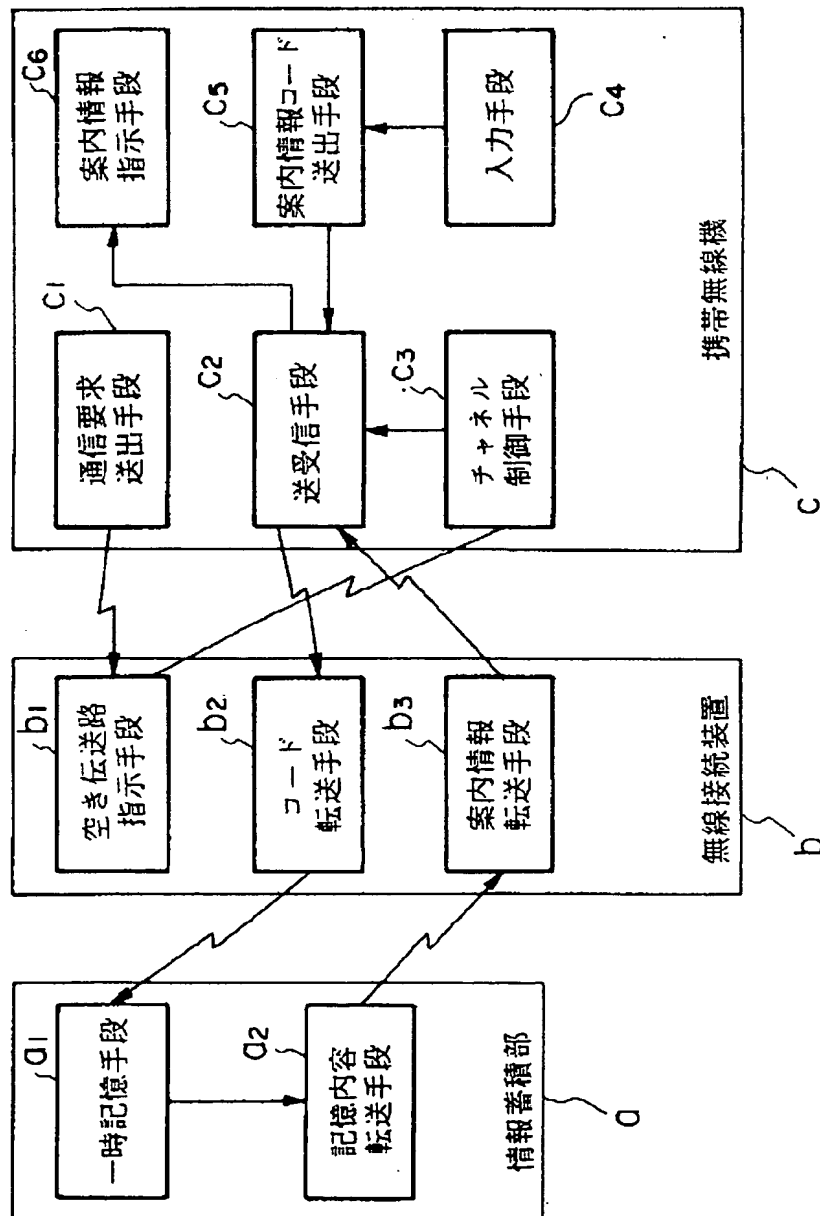 a
情報蓄積部
a1
一時記憶手段
a2
記憶内容
転送手段
b
無線接続装置
b1
空き伝送路
指示手段
b2
コード
転送手段
b3
案内情報
転送手段
c
携帯無線機
C1
通信要求
送出手段
C2
送受信手段
C3
チャネル
制御手段
C6
案内情報
指示手段
C5
案内情報コード
送出手段
C4
入力手段